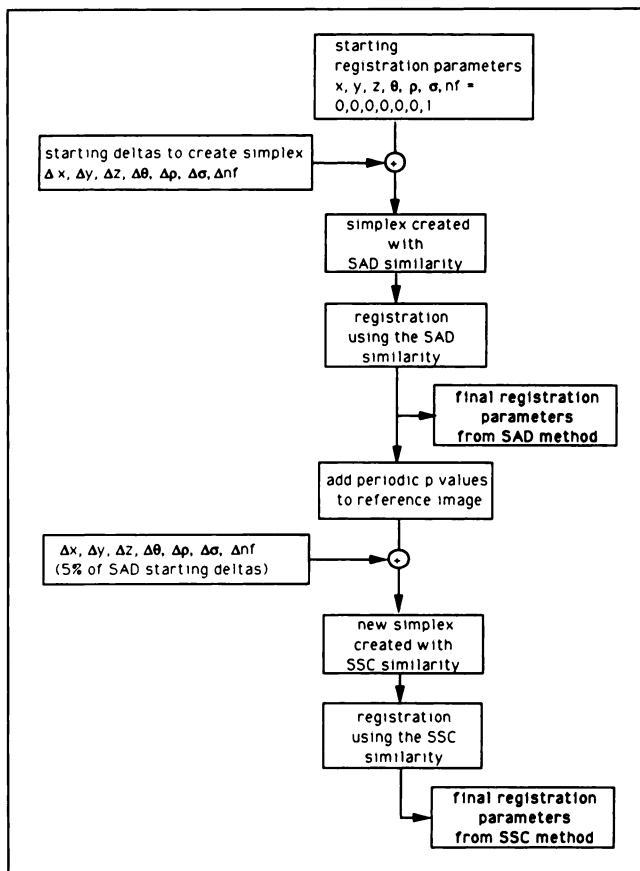 starting
registration parameters
x, y, z, θ, ρ, σ, nf =
0,0,0,0,0,0,1
starting deltas to create simplex
Δ x, Δy, Δz, Δθ, Δρ, Δσ, Δnf
+
simplex created
with
SAD similarity
registration
using the SAD
similarity
final registration
parameters
from SAD method
add periodic p values
to reference image
Δx, Δy, Δz, Δθ, Δρ, Δσ, Δnf
(5% of SAD starting deltas)
+
new simplex
created with
SSC similarity
registration
using the SSC
similarity
final registration
parameters
from SSC method